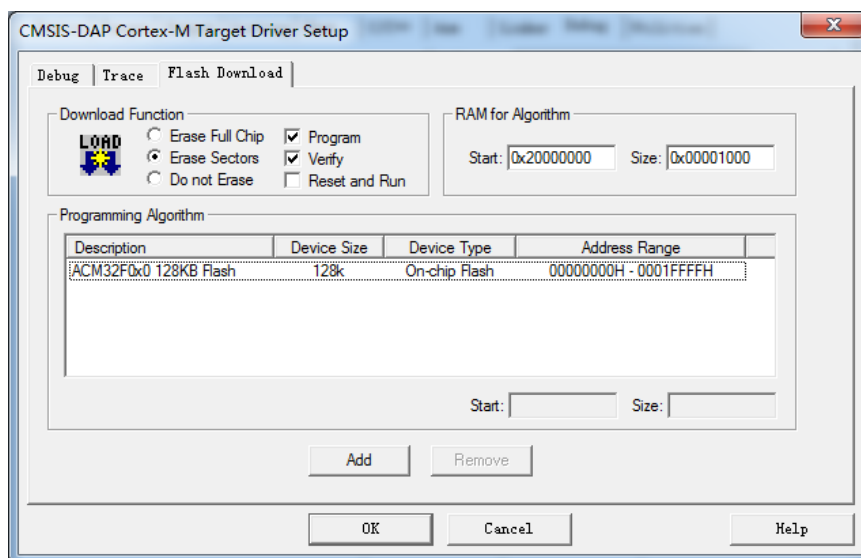 CMSIS-DAP Cortex-M Target Driver Setup
Debug Trace Flash Download
Download Function
LOAD
Erase Full Chip
Erase Sectors
Do not Erase
Program
Verify
Reset and Run
RAM for Algorithm
Start: 0x20000000 Size: 0x00001000
Programming Algorithm
Description Device Size Device Type Address Range
ACM32F0x0 128KB Flash 128k On-chip Flash 00000000H - 0001FFFFH
Start: Size:
Add Remove
OK Cancel Help